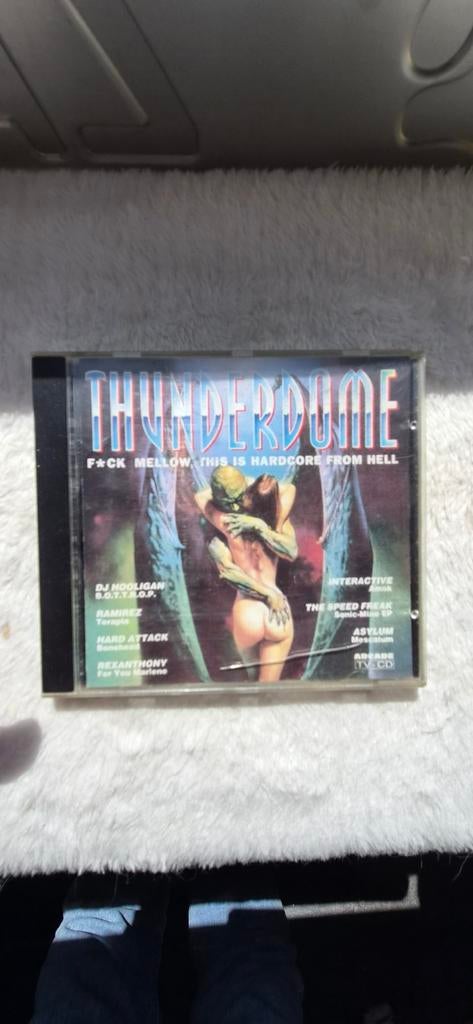 THUNDERDOME
F★CK MELLOW, THIS IS HARDCORE FROM HELL
DJ HOOLIGAN
B.O.T.T.R.O.P.
RAMIREZ
Terapia
HARD ATTACK
Bonehead
REXANTHONY
For You Marlene
INTERACTIVE
Amok
THE SPEED FREAK
Sonic-Mine EP
ASYLUM
Mescalum
ARCADE
TV-CD